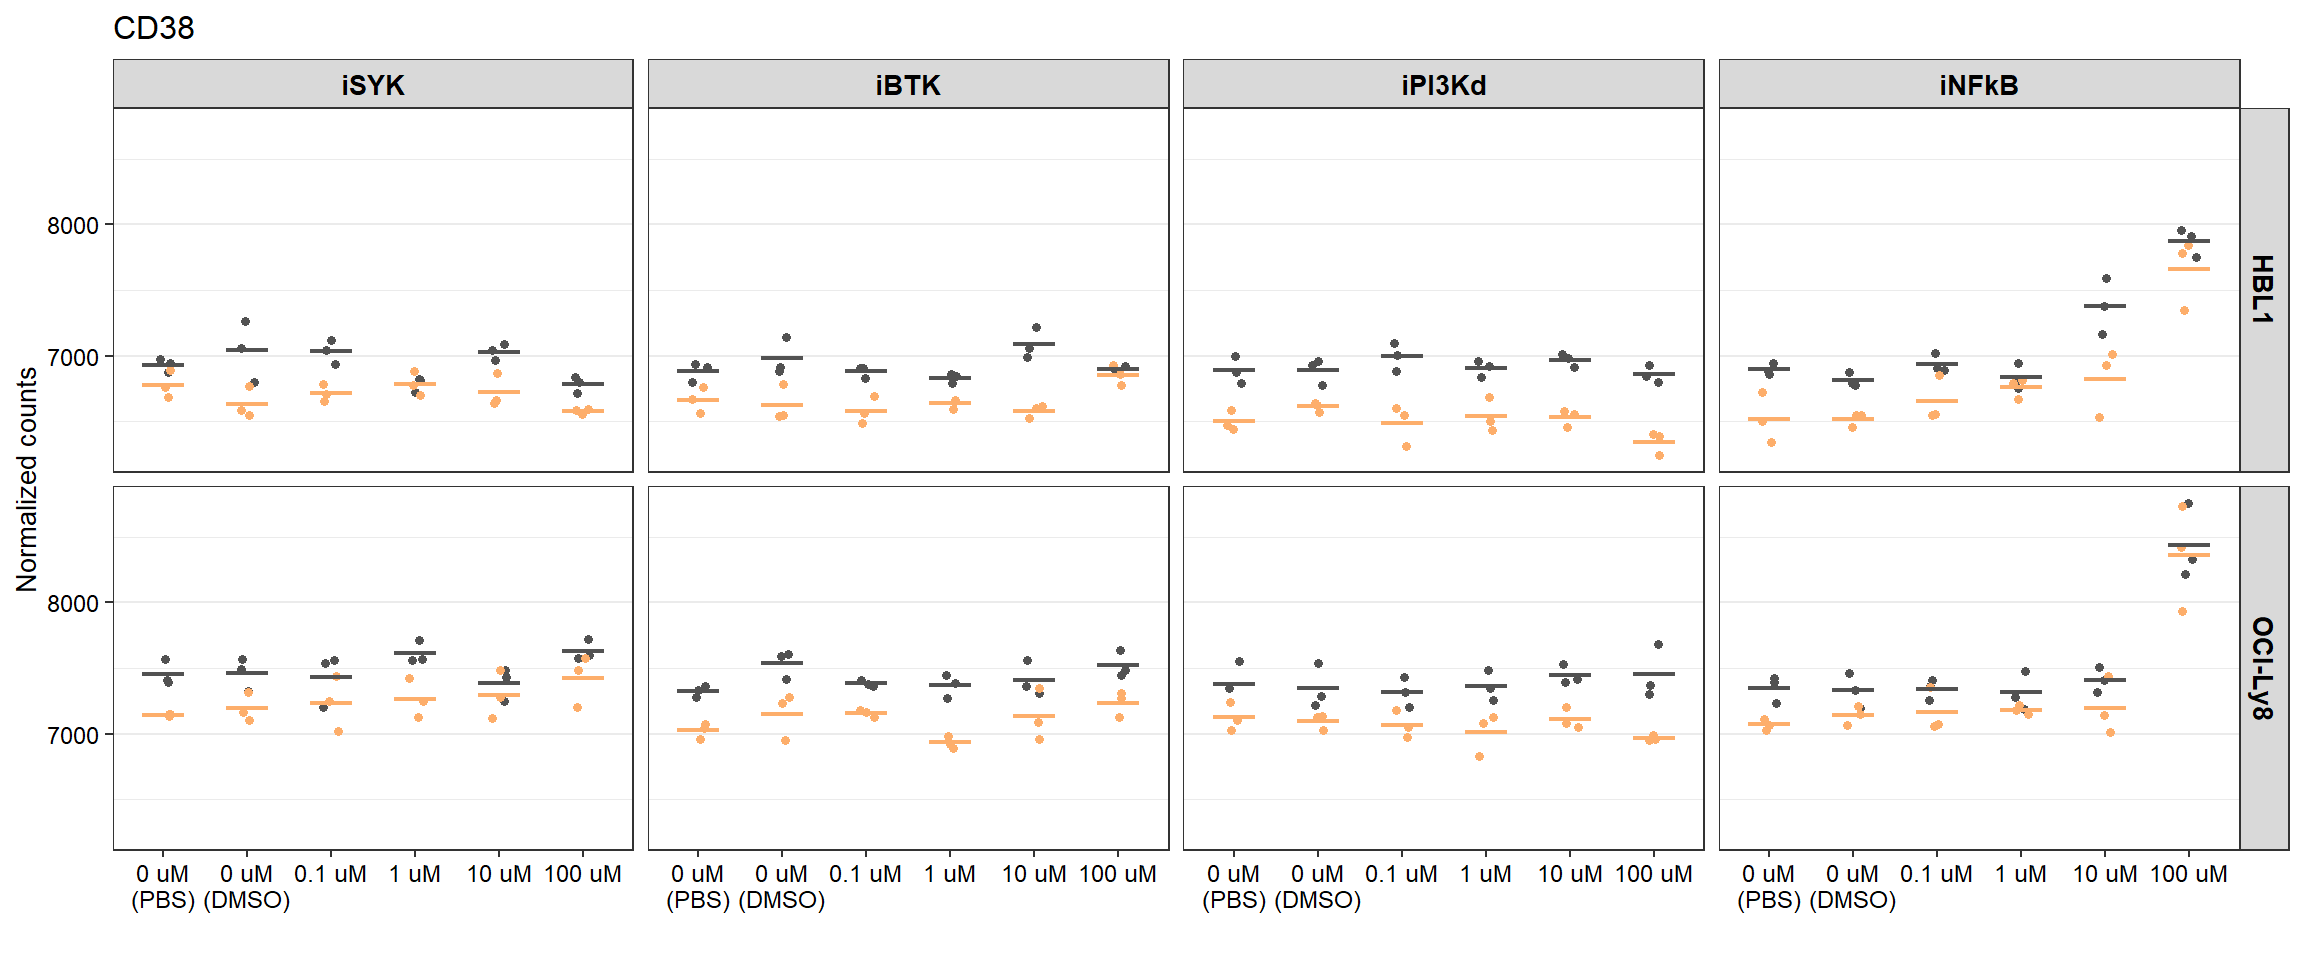 CD38
iSYK
iBTK
iPI3Kd
iNFkB
HBL1
OCI-Ly8
Normalized counts
8000
7000
8000
7000
0 uM 0 uM 0.1 uM 1 uM 10 uM 100 uM
(PBS) (DMSO)
0 uM 0 uM 0.1 uM 1 uM 10 uM 100 uM
(PBS) (DMSO)
0 uM 0 uM 0.1 uM 1 uM 10 uM 100 uM
(PBS) (DMSO)
0 uM 0 uM 0.1 uM 1 uM 10 uM 100 uM
(PBS) (DMSO)